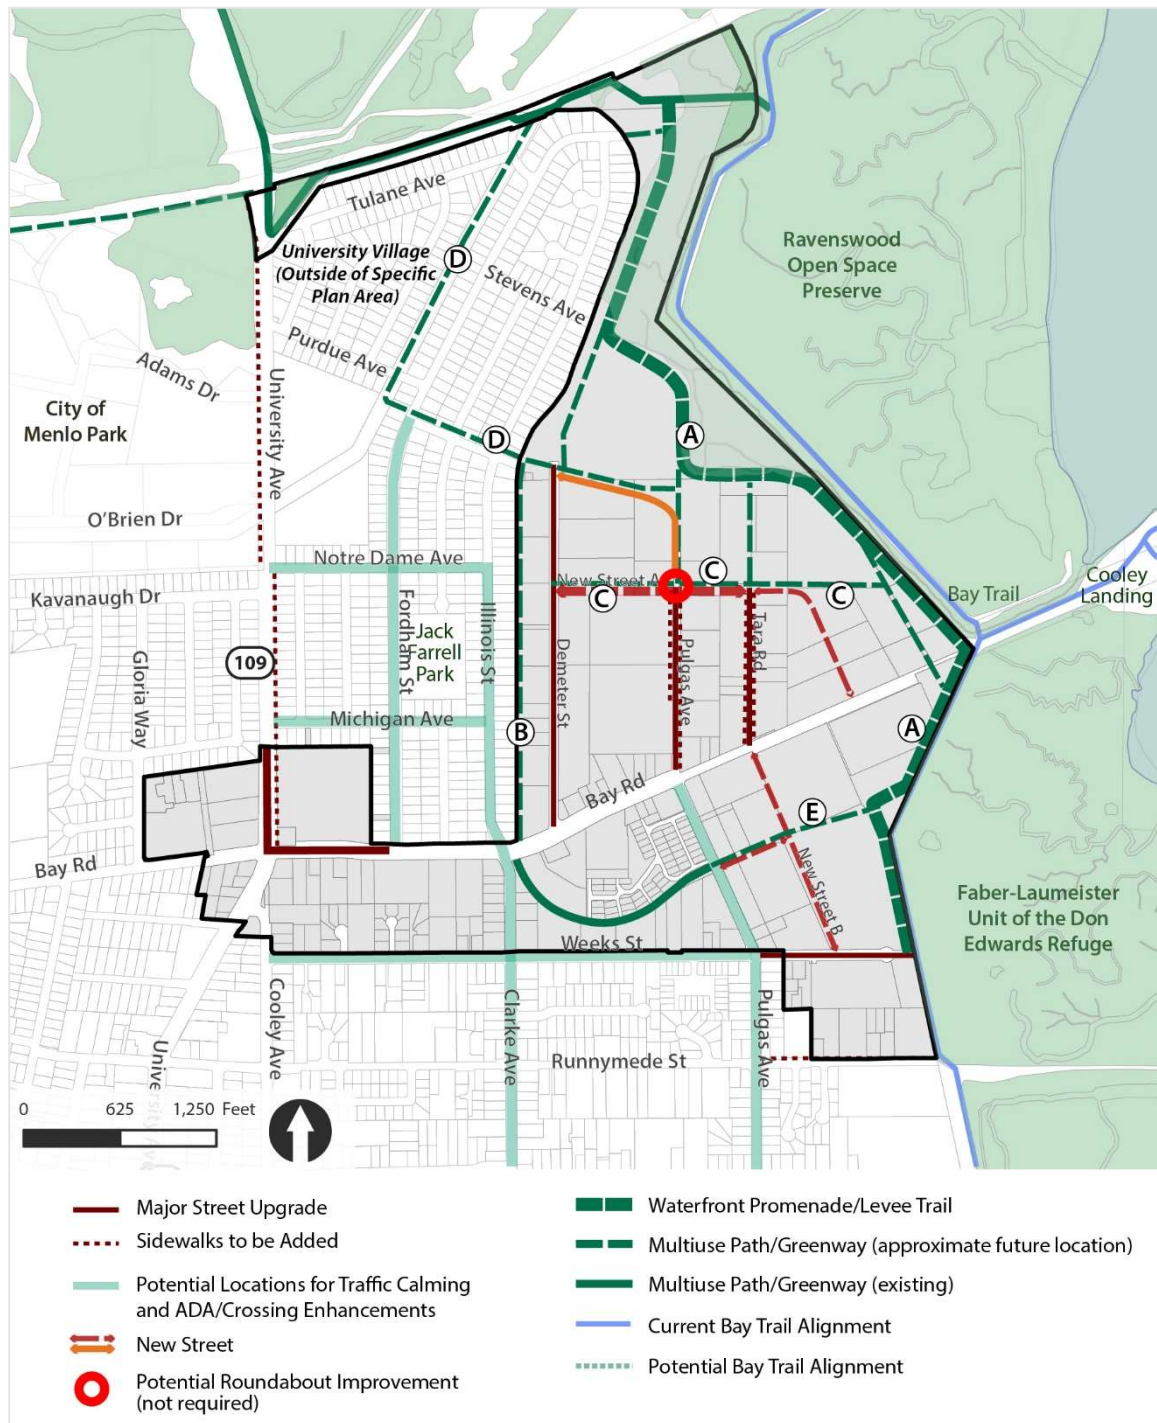 Tulane Ave
University Village
(Outside of Specific
Plan Area)
D
Stevens Ave
Ravenswood
Open Space
Preserve
Purdue Ave
Adams Dr
City of
Menlo Park
University Ave
D
A
O'Brien Dr
Notre Dame Ave
New Street A
C
C
C
Bay Trail
Cooley
Landing
Kavanaugh Dr
Gloria Way
109
Fordham St
Jack
Farrell
Park
Illinois St
Demeter St
Pulgas Ave
Tara Rd
Michigan Ave
B
A
Bay Rd
E
Bay Rd
New Street B
Weeks St
Faber-Laumeister
Unit of the Don
Edwards Refuge
Cooley Ave
Clarke Ave
Pulgas Ave
Runnymede St
University Ave
0 625 1,250 Feet
Major Street Upgrade
Sidewalks to be Added
Potential Locations for Traffic Calming
and ADA/Crossing Enhancements
New Street
Potential Roundabout Improvement
(not required)
Waterfront Promenade/Levee Trail
Multiuse Path/Greenway (approximate future location)
Multiuse Path/Greenway (existing)
Current Bay Trail Alignment
Potential Bay Trail Alignment